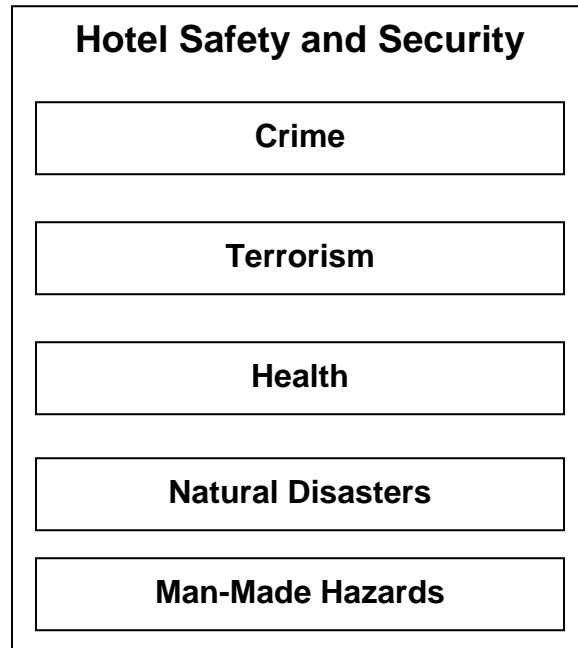 Hotel Safety and Security
Crime
Terrorism
Health
Natural Disasters
Man-Made Hazards